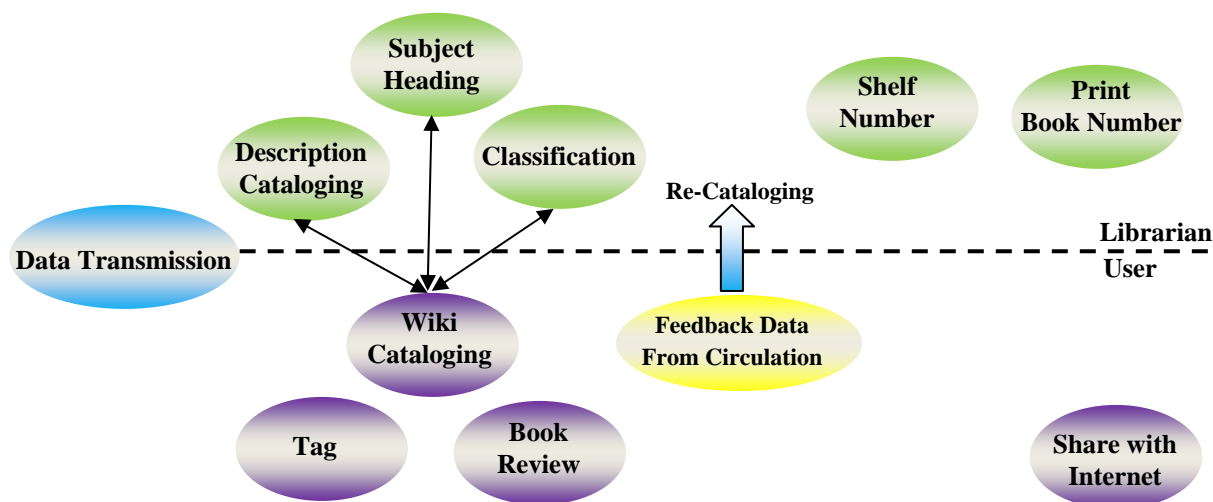 Subject
Heading
Shelf
Number
Print
Book Number
Description
Cataloging
Classification
Re-Cataloging
Data Transmission
Librarian
User
Wiki
Cataloging
Feedback Data
From Circulation
Tag
Book
Review
Share with
Internet